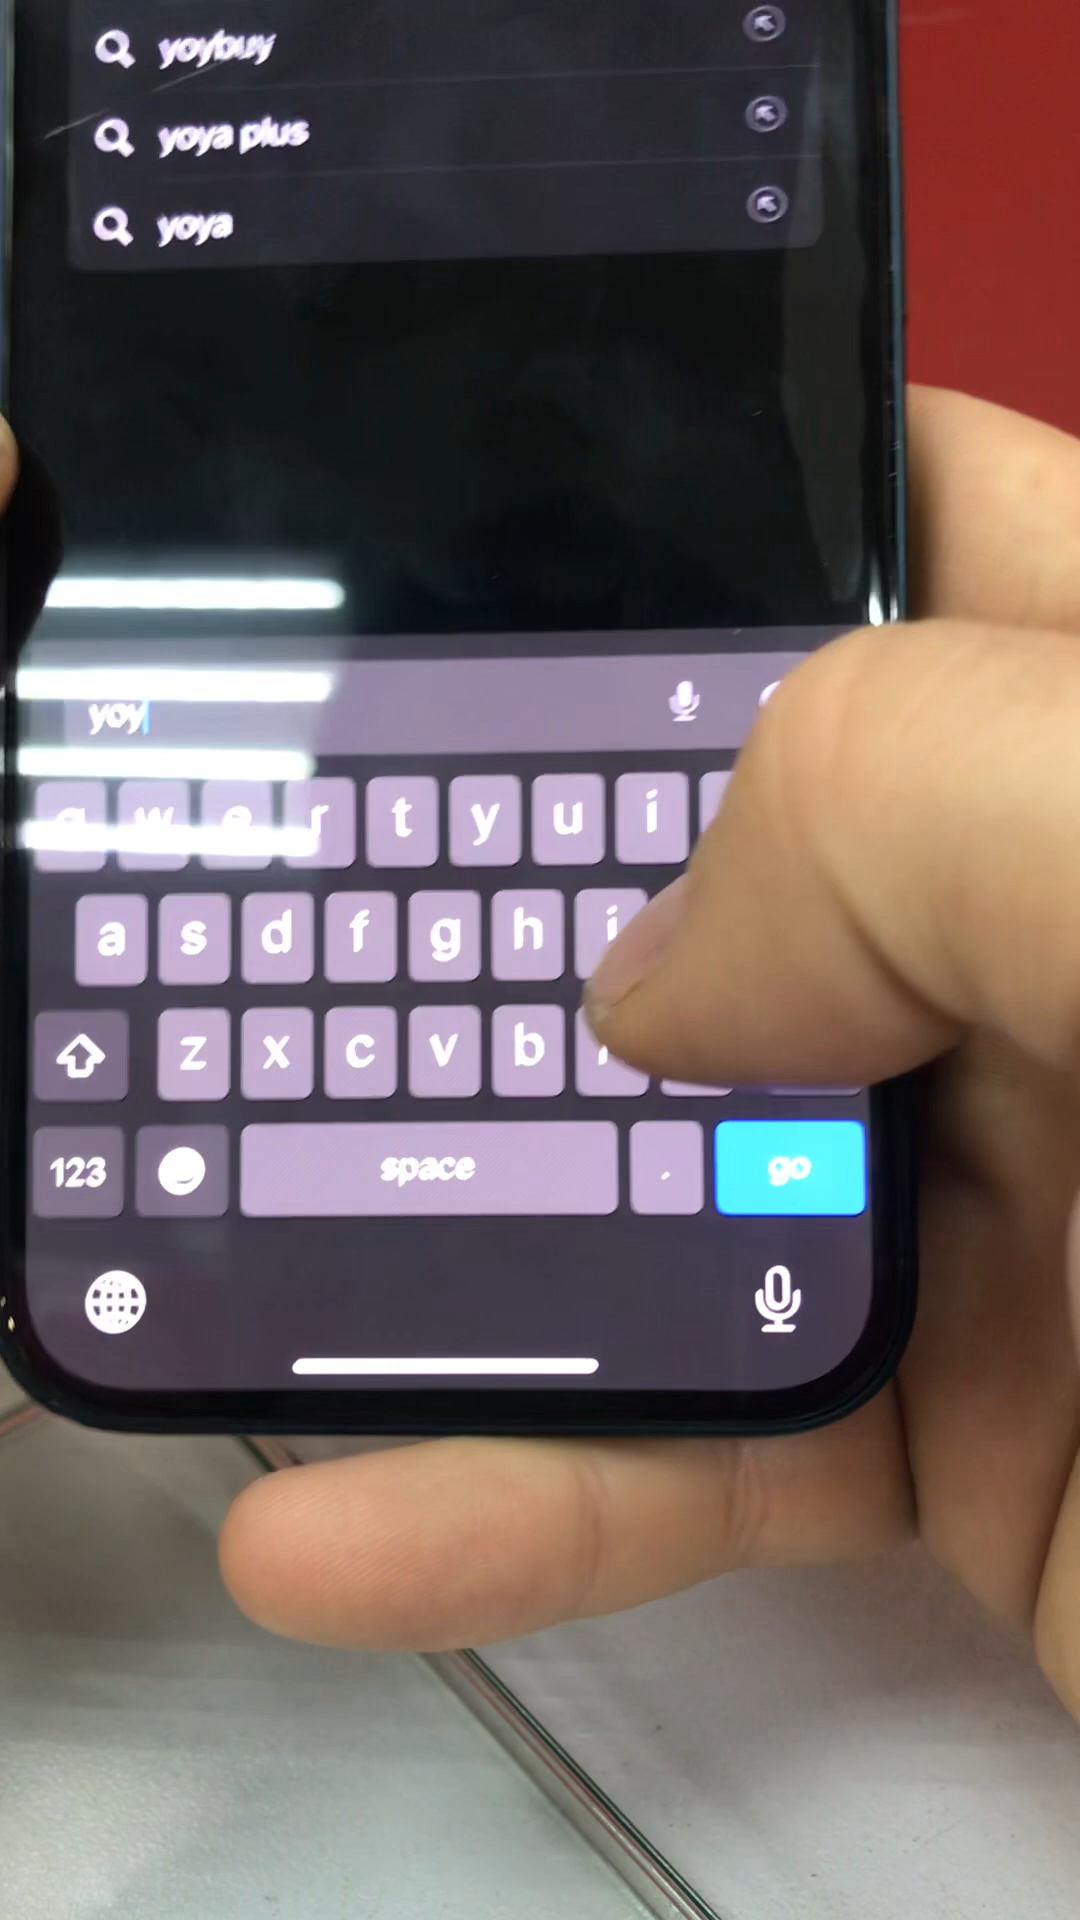 yoybuy
yoya plus
yoya
yoy
q w e r t y u i
a s d f g h j
z x c v b
123 space . go